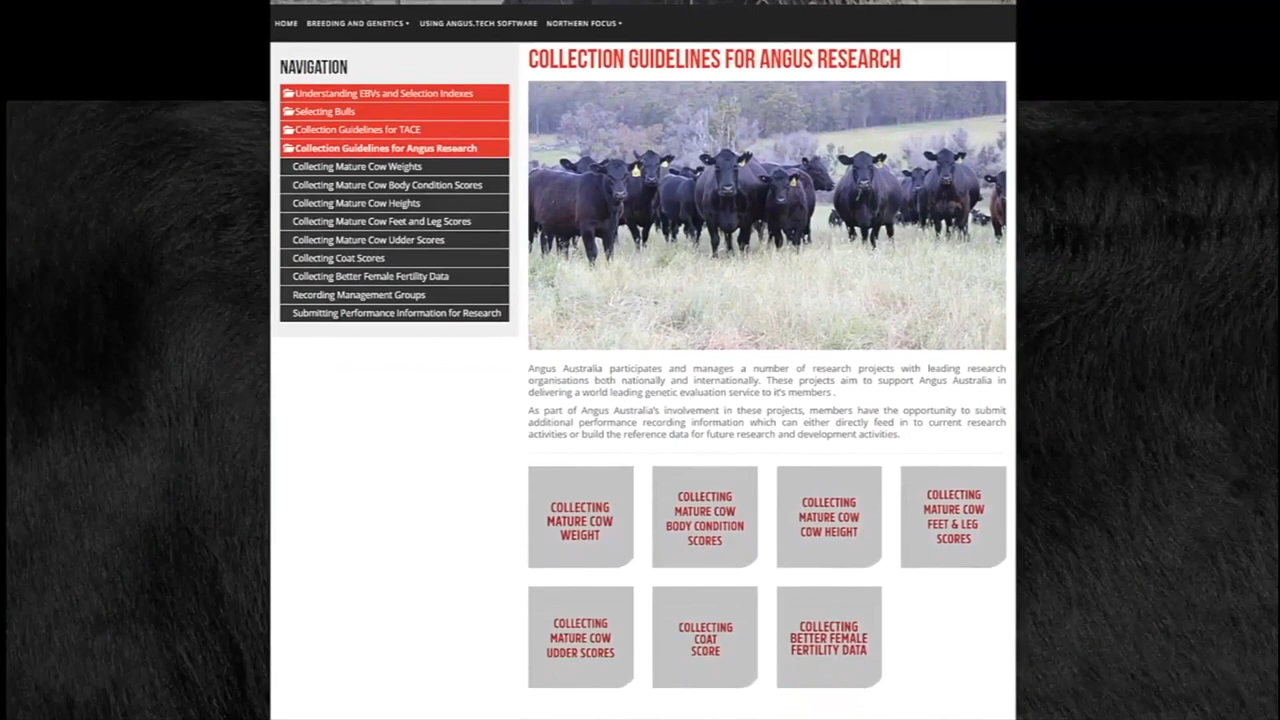 HOME BREEDING AND GENETICS USING ANGUS.TECH SOFTWARE NORTHERN FOCUS
NAVIGATION
Understanding EBVs and Selection Indexes
Selecting Bulls
Collection Guidelines for TACE
Collection Guidelines for Angus Research
Collecting Mature Cow Weights
Collecting Mature Cow Body Condition Scores
Collecting Mature Cow Heights
Collecting Mature Cow Feet and Leg Scores
Collecting Mature Cow Udder Scores
Collecting Coat Scores
Collecting Better Female Fertility Data
Recording Management Groups
Submitting Performance Information for Research
COLLECTION GUIDELINES FOR ANGUS RESEARCH
Angus Australia participates and manages a number of research projects with leading research
organisations both nationally and internationally. These projects aim to support Angus Australia in
delivering a world leading genetic evaluation service to it's members .
As part of Angus Australia's involvement in these projects, members have the opportunity to submit
additional performance recording information which can either directly feed in to current research
activities or build the reference data for future research and development activities.
COLLECTING
MATURE COW
WEIGHT
COLLECTING
MATURE COW
BODY CONDITION
SCORES
COLLECTING
MATURE COW
COW HEIGHT
COLLECTING
MATURE COW
FEET & LEG
SCORES
COLLECTING
MATURE COW
UDDER SCORES
COLLECTING
COAT
SCORE
COLLECTING
BETTER FEMALE
FERTILITY DATA